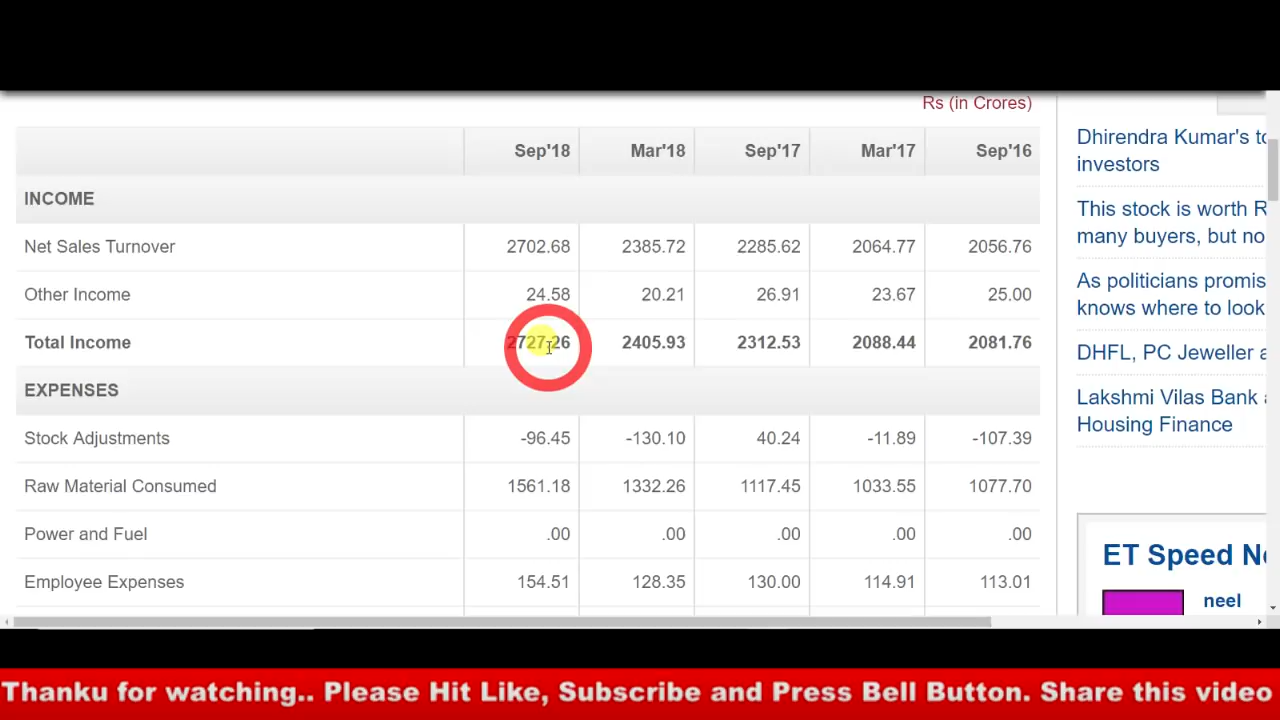 Rs (in Crores)
Sep'18 Mar'18 Sep'17 Mar'17 Sep'16
INCOME
Net Sales Turnover 2702.68 2385.72 2285.62 2064.77 2056.76
Other Income 24.58 20.21 26.91 23.67 25.00
Total Income 2727.26 2405.93 2312.53 2088.44 2081.76
EXPENSES
Stock Adjustments -96.45 -130.10 40.24 -11.89 -107.39
Raw Material Consumed 1561.18 1332.26 1117.45 1033.55 1077.70
Power and Fuel .00 .00 .00 .00 .00
Employee Expenses 154.51 128.35 130.00 114.91 113.01
Dhirendra Kumar's to
investors
This stock is worth R
many buyers, but no
As politicians promis
knows where to look
DHFL, PC Jeweller a
Lakshmi Vilas Bank a
Housing Finance
ET Speed Ne
neel
Thanku for watching.. Please Hit Like, Subscribe and Press Bell Button. Share this video